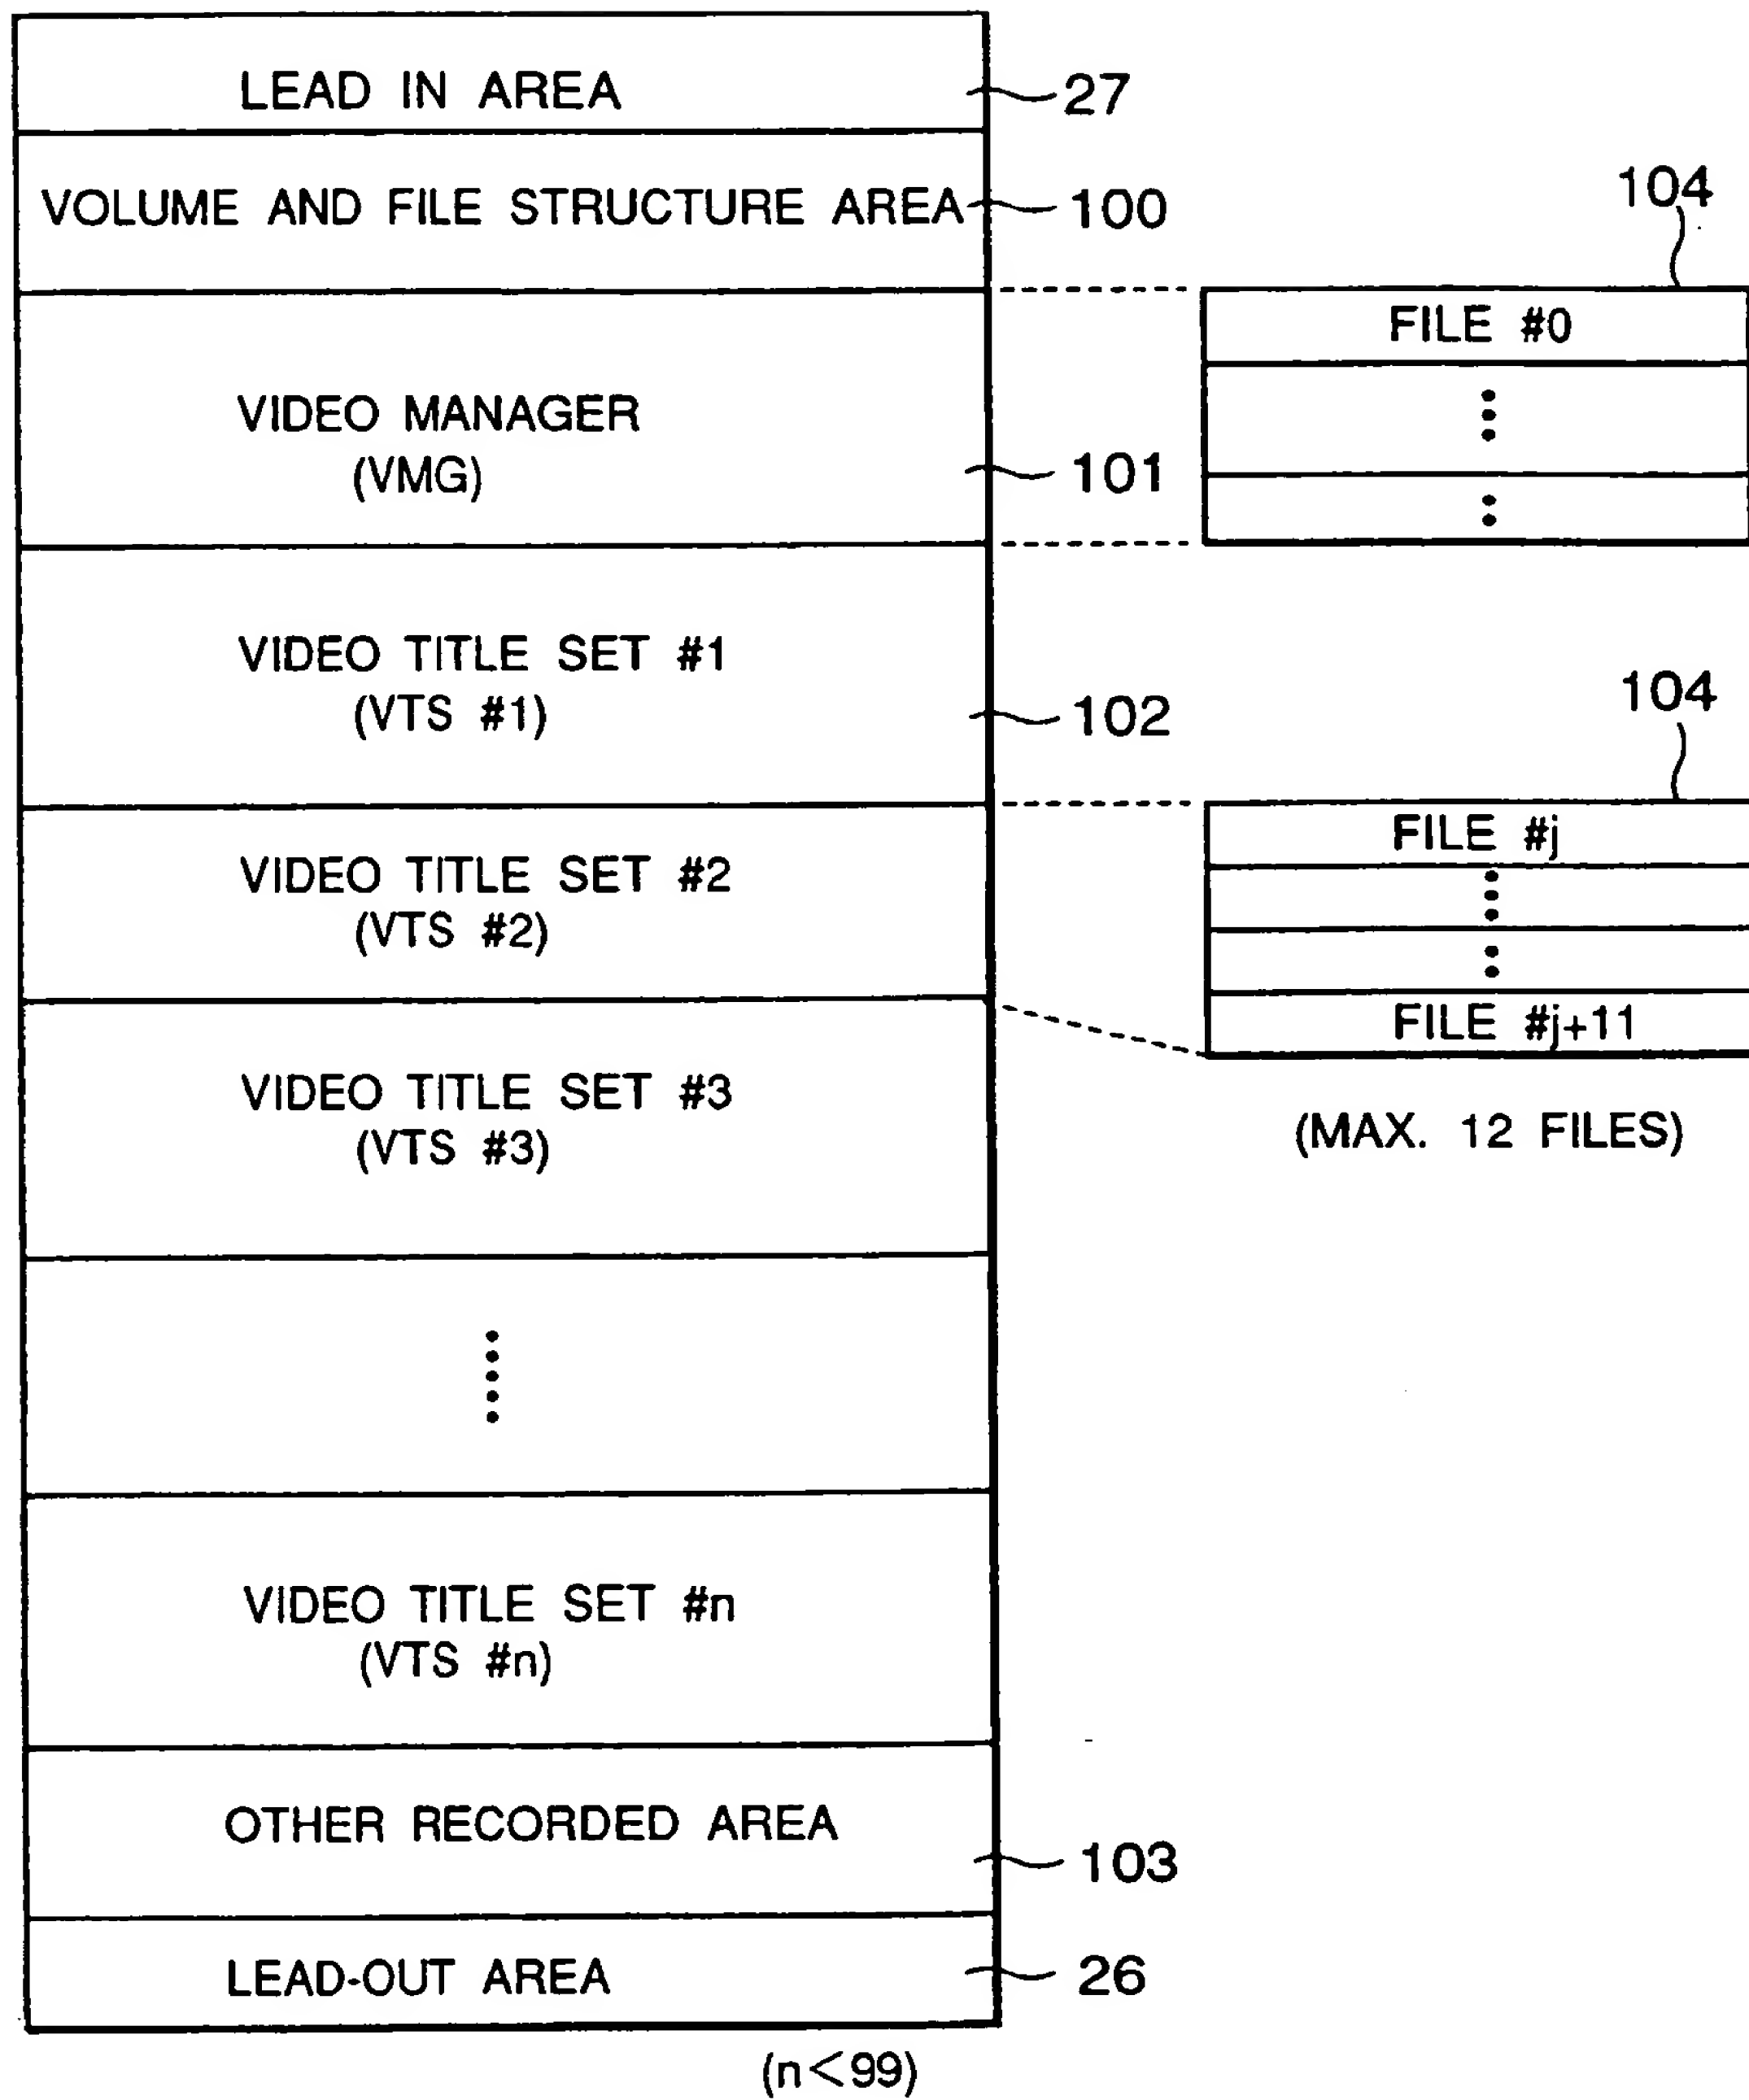 LEAD IN AREA
27
VOLUME AND FILE STRUCTURE AREA
100
104
FILE #0
VIDEO MANAGER
(VMG)
101
VIDEO TITLE SET #1
(VTS #1)
102
104
FILE #j
VIDEO TITLE SET #2
(VTS #2)
FILE #j+11
VIDEO TITLE SET #3
(VTS #3)
(MAX. 12 FILES)
VIDEO TITLE SET #n
(VTS #n)
OTHER RECORDED AREA
103
LEAD-OUT AREA
26
(n<99)